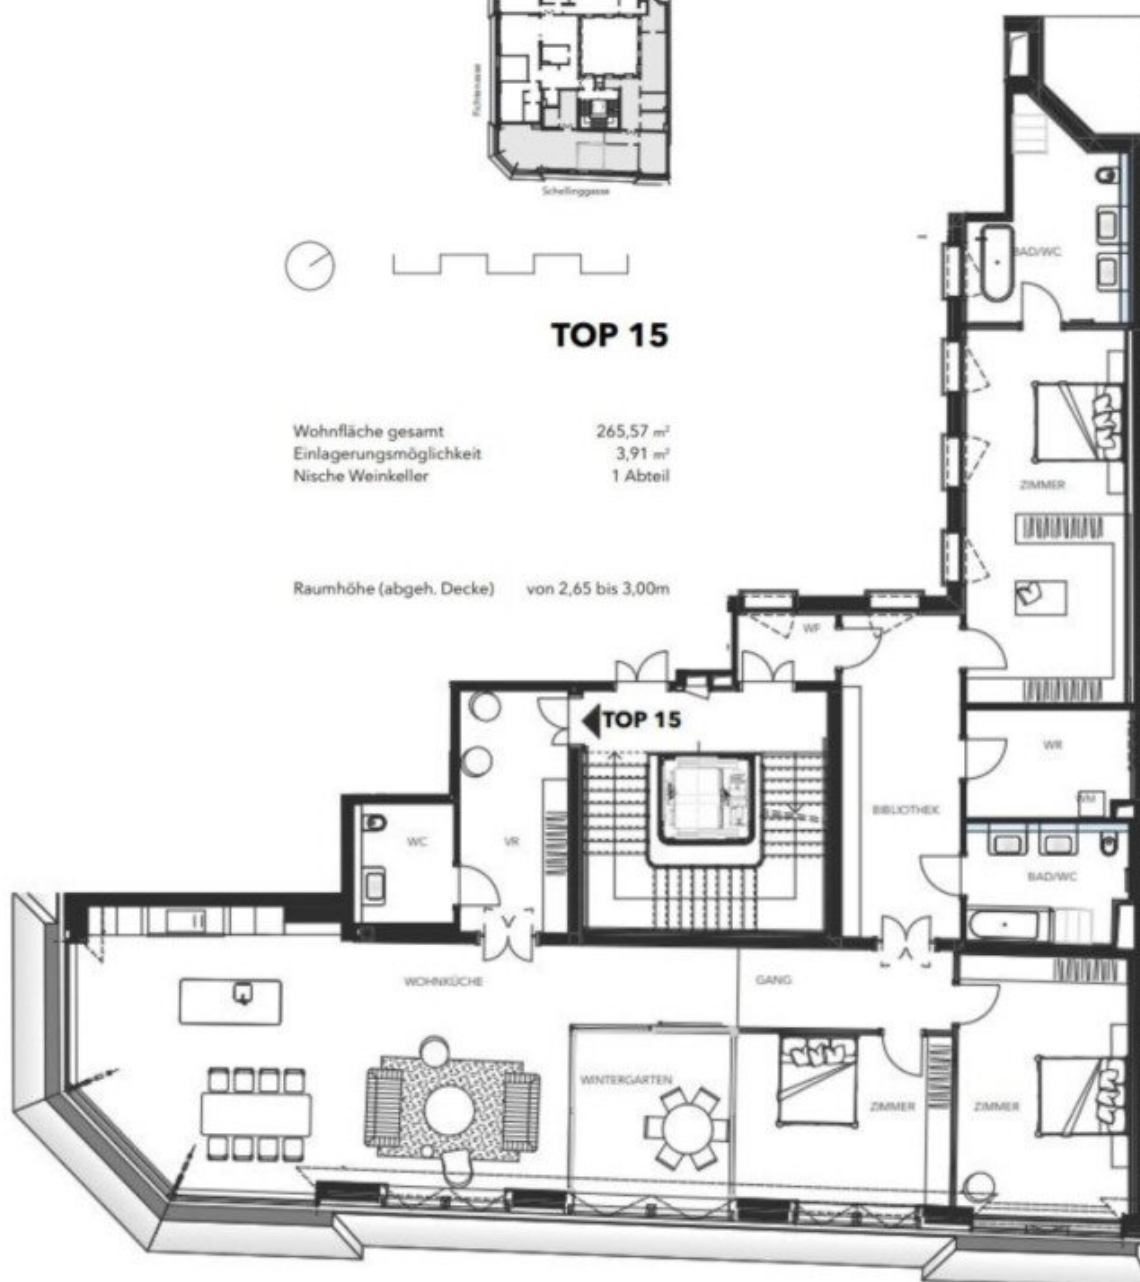 Fichtegasse
Schellinggasse
TOP 15
Wohnfläche gesamt 265,57 m²
Einlagerungsmöglichkeit 3,91 m²
Nische Weinkeller 1 Abteil
Raumhöhe (abgeh. Decke) von 2,65 bis 3,00m
BAD/WC
ZIMMER
WF
TOP 15
WR
WM
BIBLIOTHEK
WC
VR
BAD/WC
WOHNKÜCHE
GANG
WINTERGARTEN
ZIMMER
ZIMMER